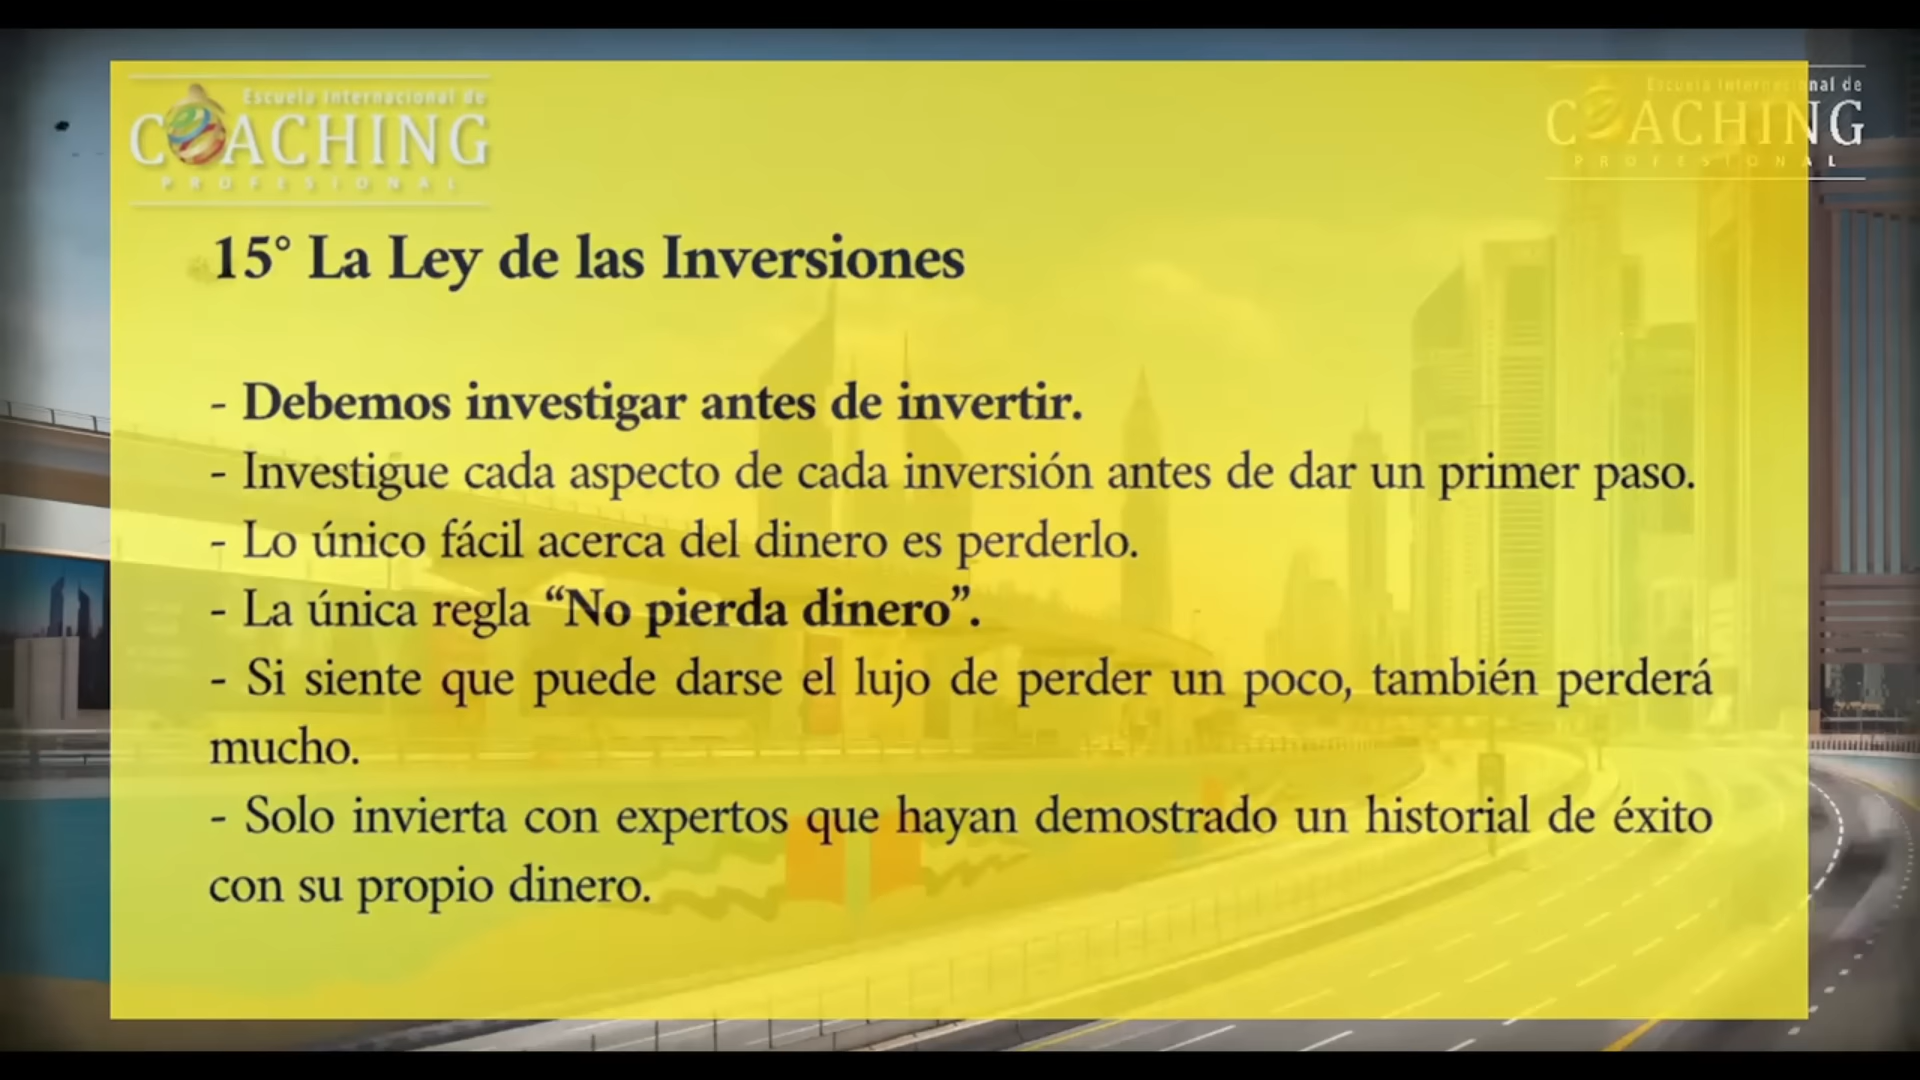 Escuela Internacional de
COACHING
PROFESIONAL
Escuela Internacional de
COACHING
PROFESIONAL
15° La Ley de las Inversiones
- Debemos investigar antes de invertir.
- Investigue cada aspecto de cada inversión antes de dar un primer paso.
- Lo único fácil acerca del dinero es perderlo.
- La única regla “No pierda dinero”.
- Si siente que puede darse el lujo de perder un poco, también perderá
mucho.
- Solo invierta con expertos que hayan demostrado un historial de éxito
con su propio dinero.